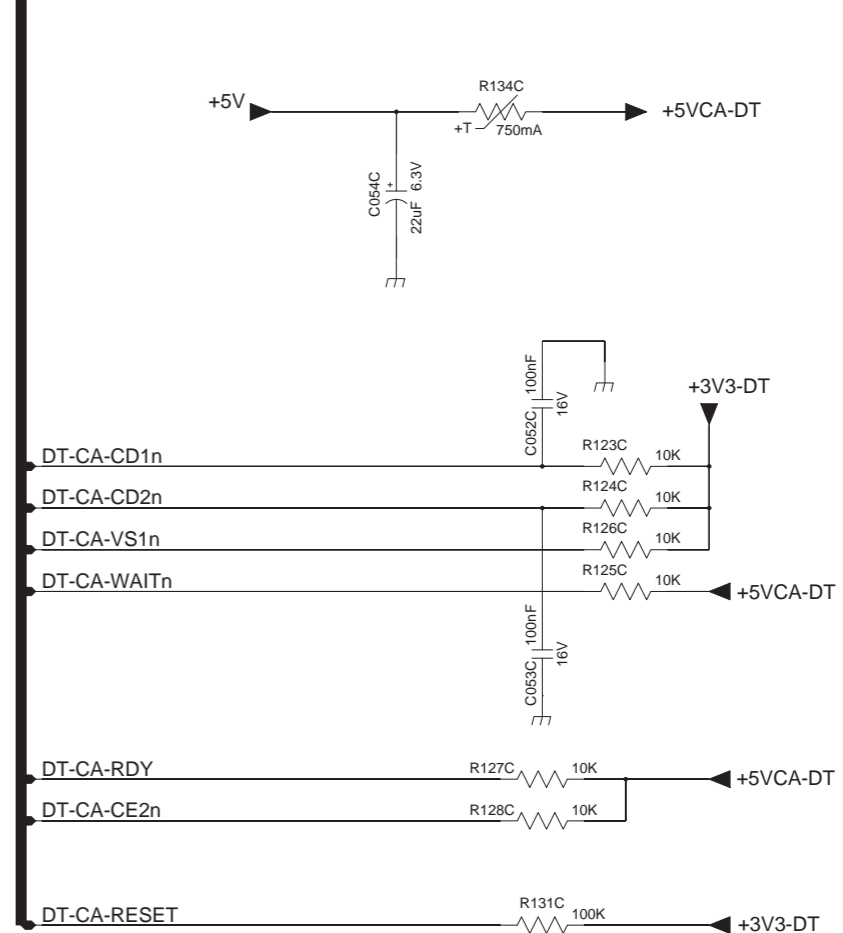 R134C
+5V
+5VCA-DT
+T
750mA
C054C
+
6.3V
22uF
100nF
C052C
16V
+3V3-DT
DT-CA-CD1n
R123C
10K
DT-CA-CD2n
R124C
10K
DT-CA-VS1n
R126C
10K
DT-CA-WAITn
R125C
10K
+5VCA-DT
100nF
C053C
16V
DT-CA-RDY
R127C
10K
+5VCA-DT
DT-CA-CE2n
R128C
10K
DT-CA-RESET
R131C
100K
+3V3-DT